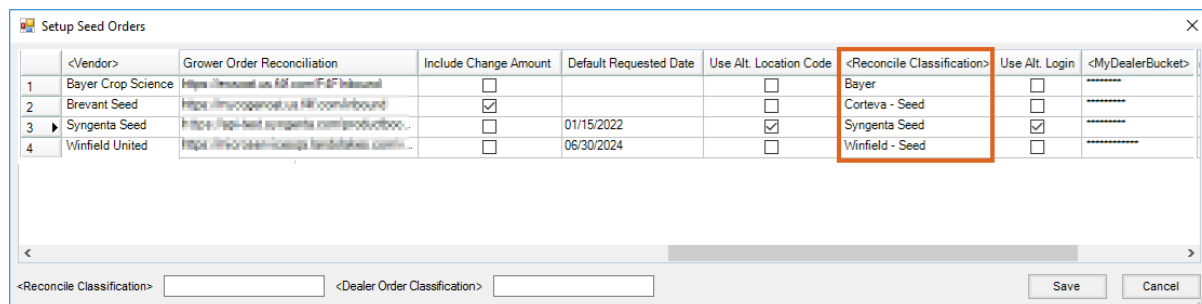 Setup Seed Orders
<Vendor> Grower Order Reconciliation Include Change Amount Default Requested Date Use Alt. Location Code <Reconcile Classification> Use Alt. Login <MyDealerBucket>
1 Bayer Crop Science Bayer ********
2 Brevant Seed Corteva - Seed *********
3 Syngenta Seed 01/15/2022 Syngenta Seed *********
4 Winfield United 06/30/2024 Winfield - Seed ************
<Reconcile Classification> <Dealer Order Classification> Save Cancel